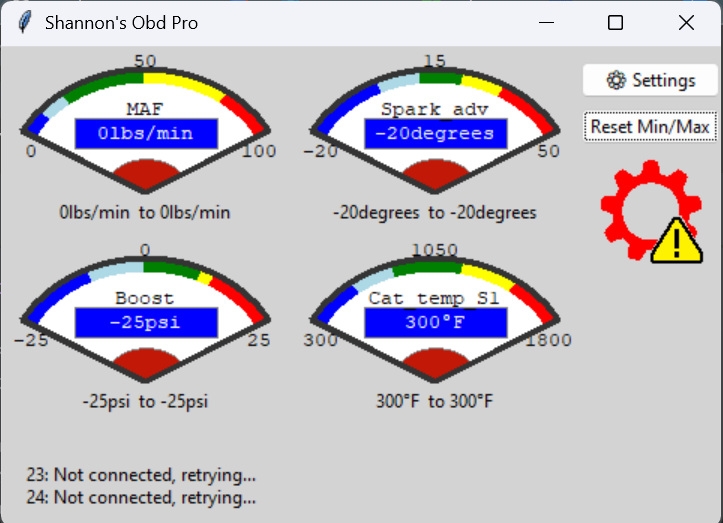 Shannon's Obd Pro
50
MAF
0lbs/min
0 100
0lbs/min to 0lbs/min
15
Spark_adv
-20degrees
-20 50
-20degrees to -20degrees
Settings
Reset Min/Max
0
Boost
-25psi
-25 25
-25psi to -25psi
1050
Cat_temp_S1
300°F
300 1800
300°F to 300°F
23: Not connected, retrying...
24: Not connected, retrying...